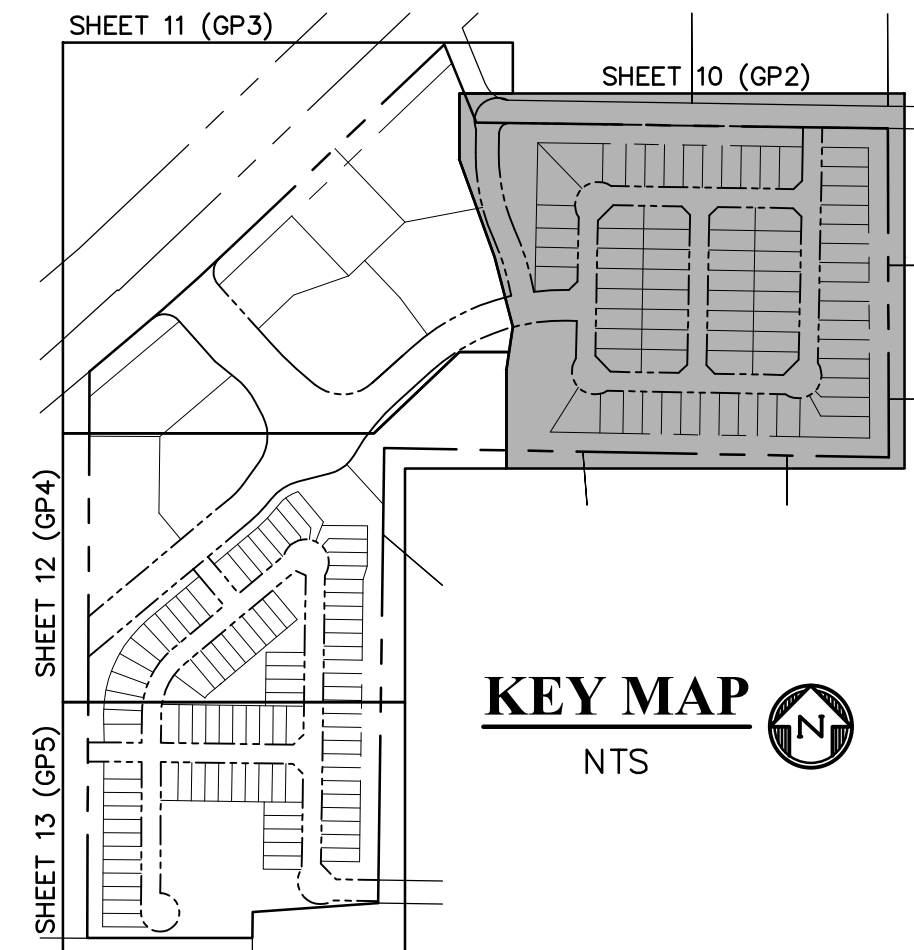 SHEET 11 (GP3)
SHEET 10 (GP2)
SHEET 12 (GP4)
SHEET 13 (GP5)
KEY MAP
N
NTS